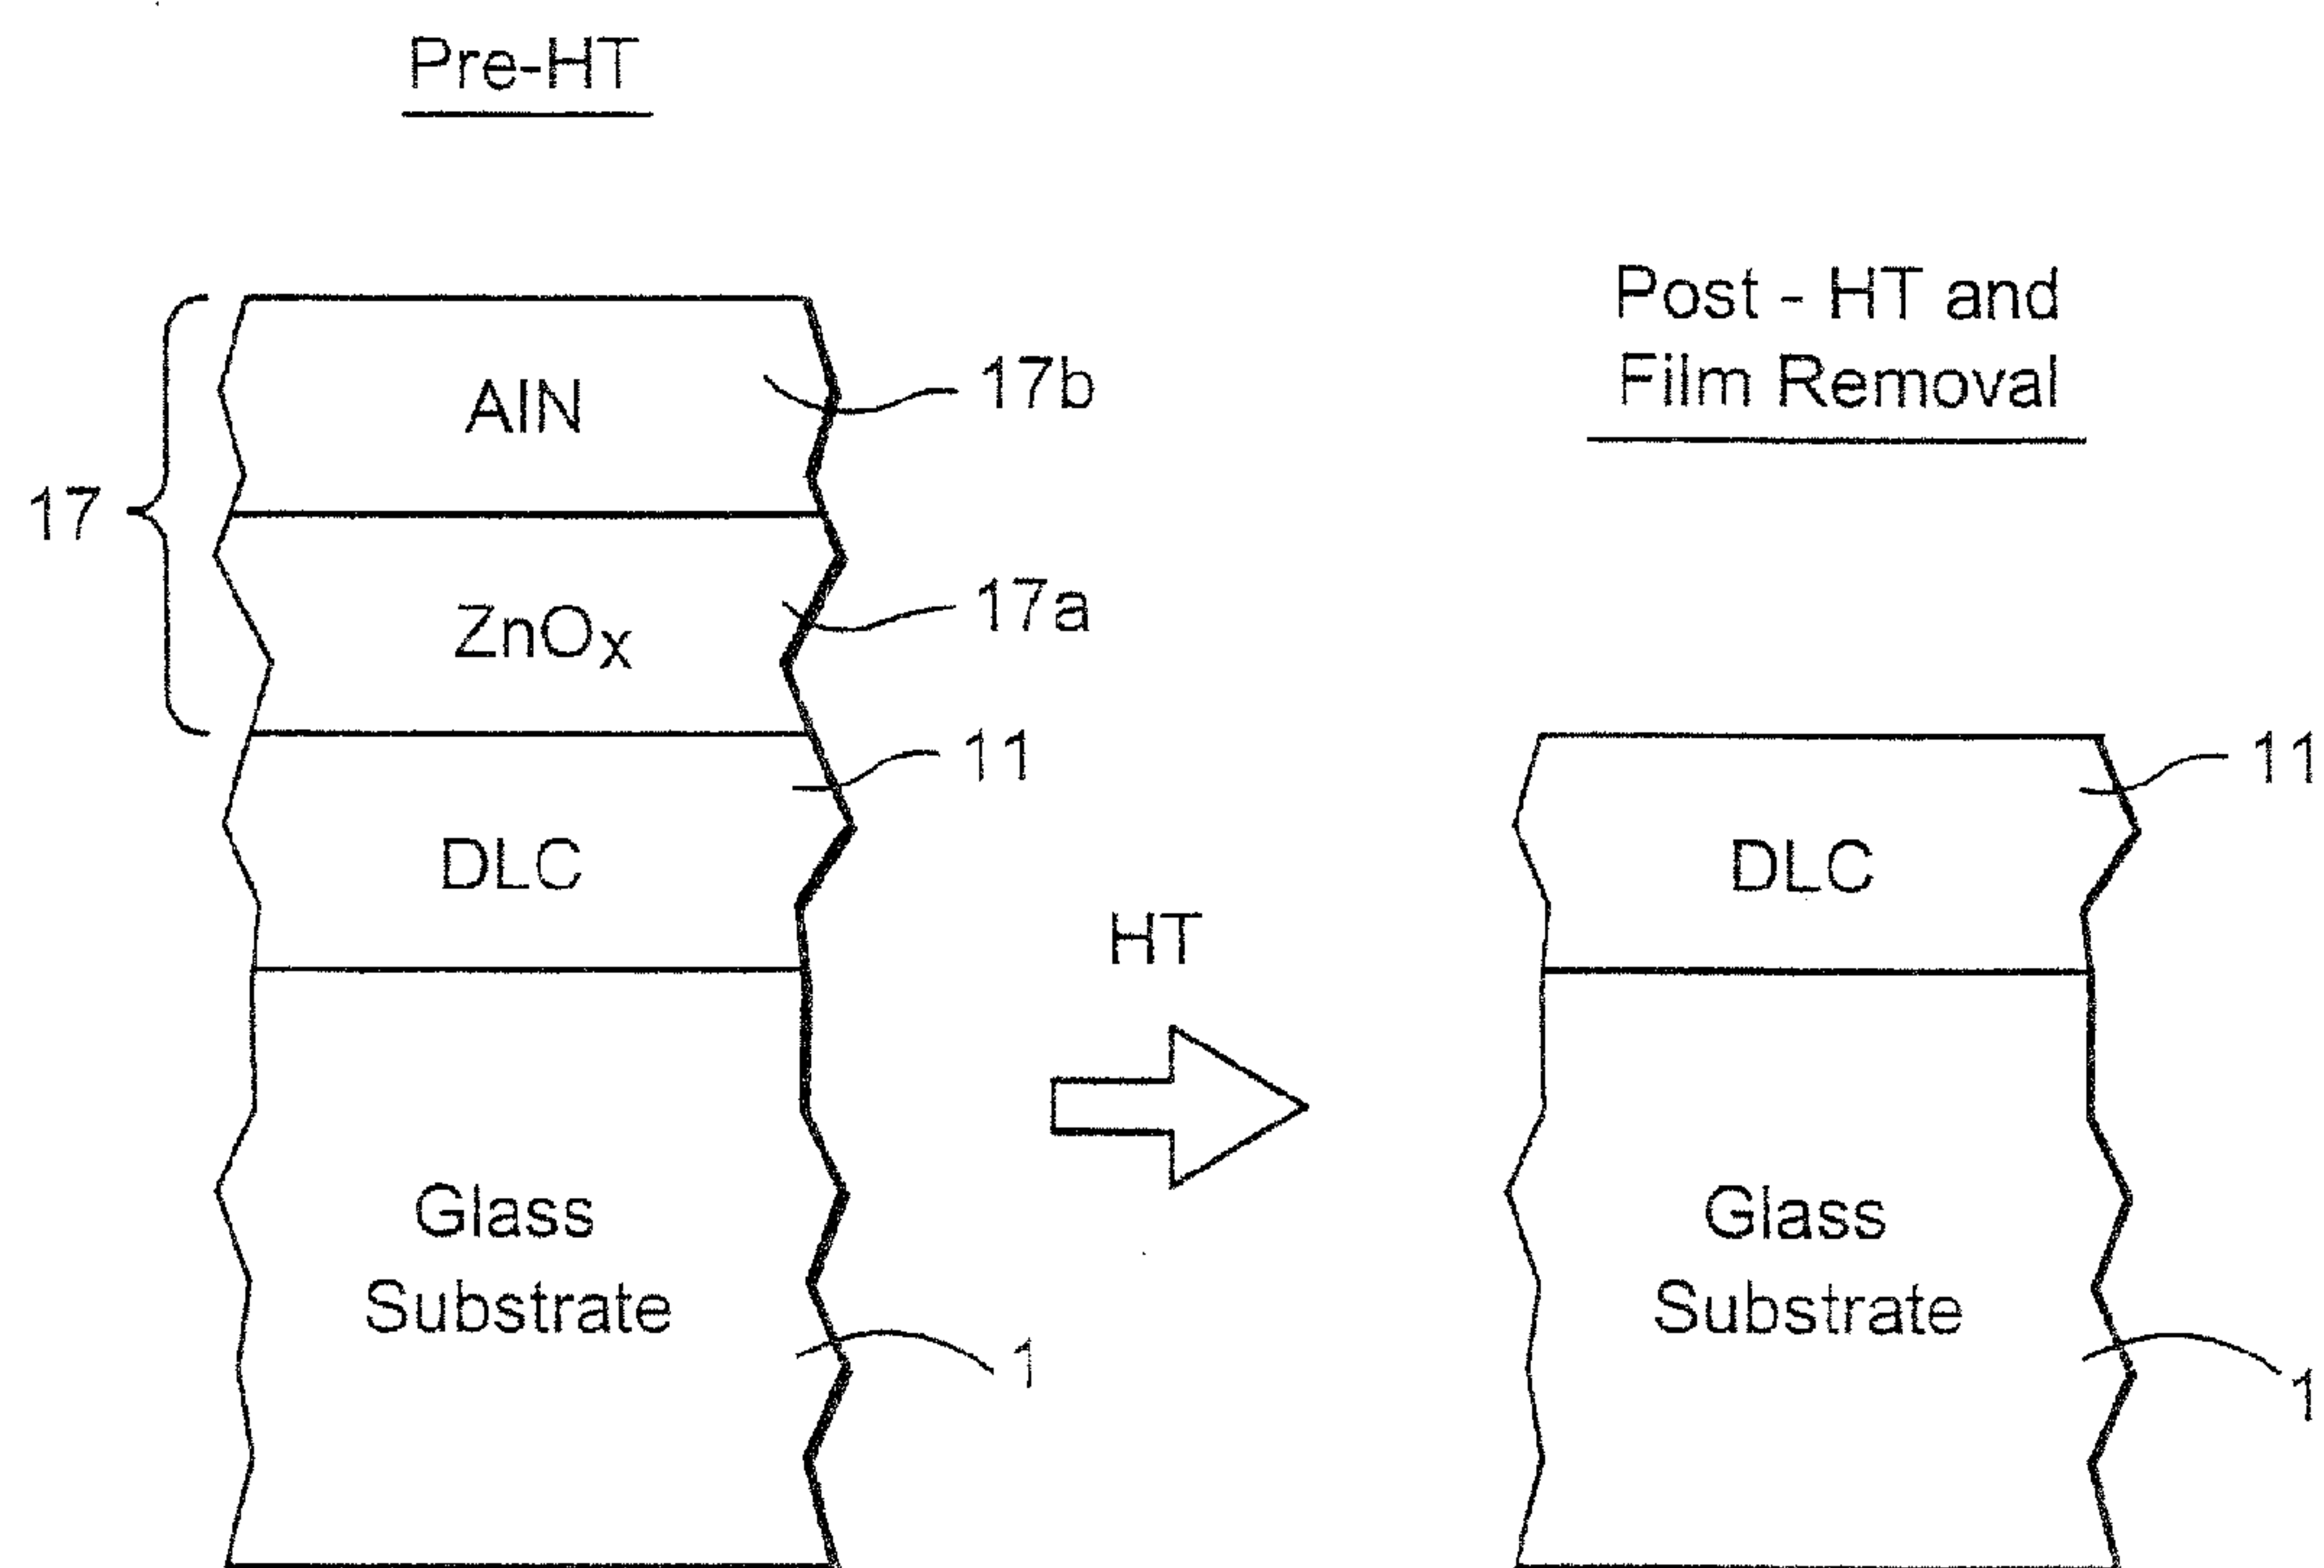 Pre-HT
Post - HT and
Film Removal
AlN
17b
17
ZnOx
17a
11
DLC
HT
11
DLC
Glass
Substrate
1
Glass
Substrate
1